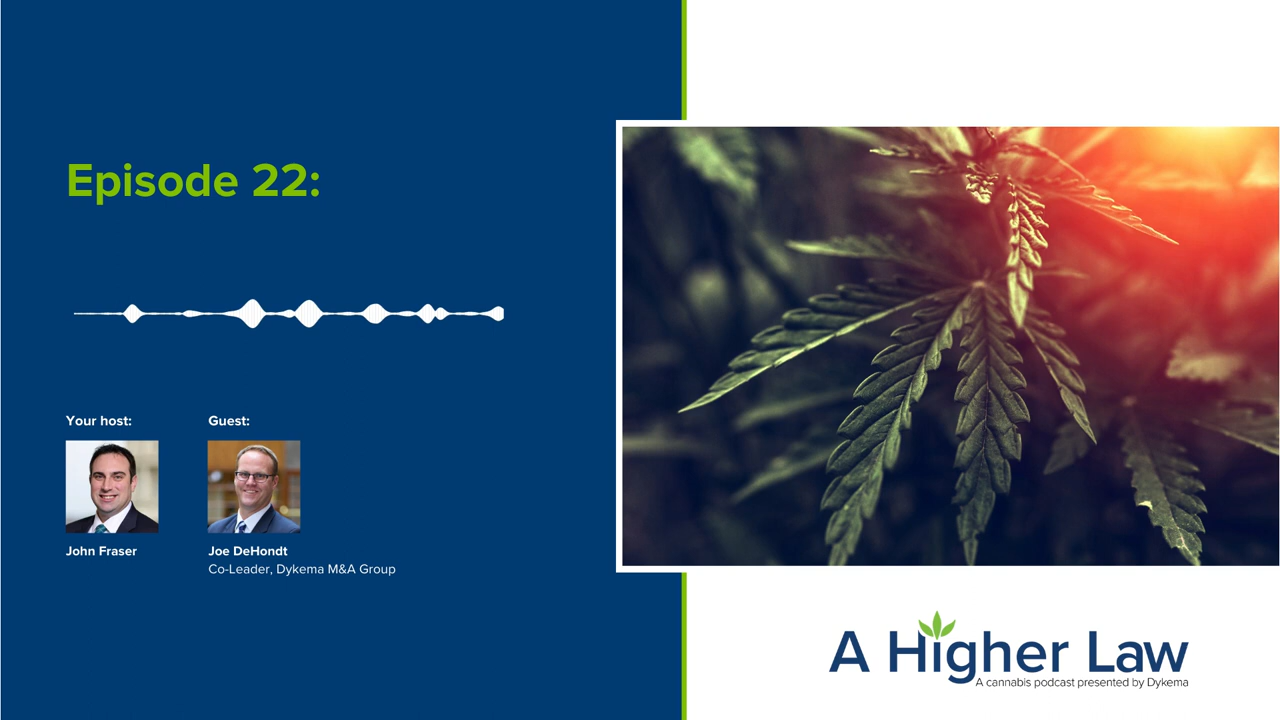 Episode 22:
Your host:
Guest:
John Fraser
Joe DeHondt
Co-Leader, Dykema M&A Group
A Higher Law
A cannabis podcast presented by Dykema